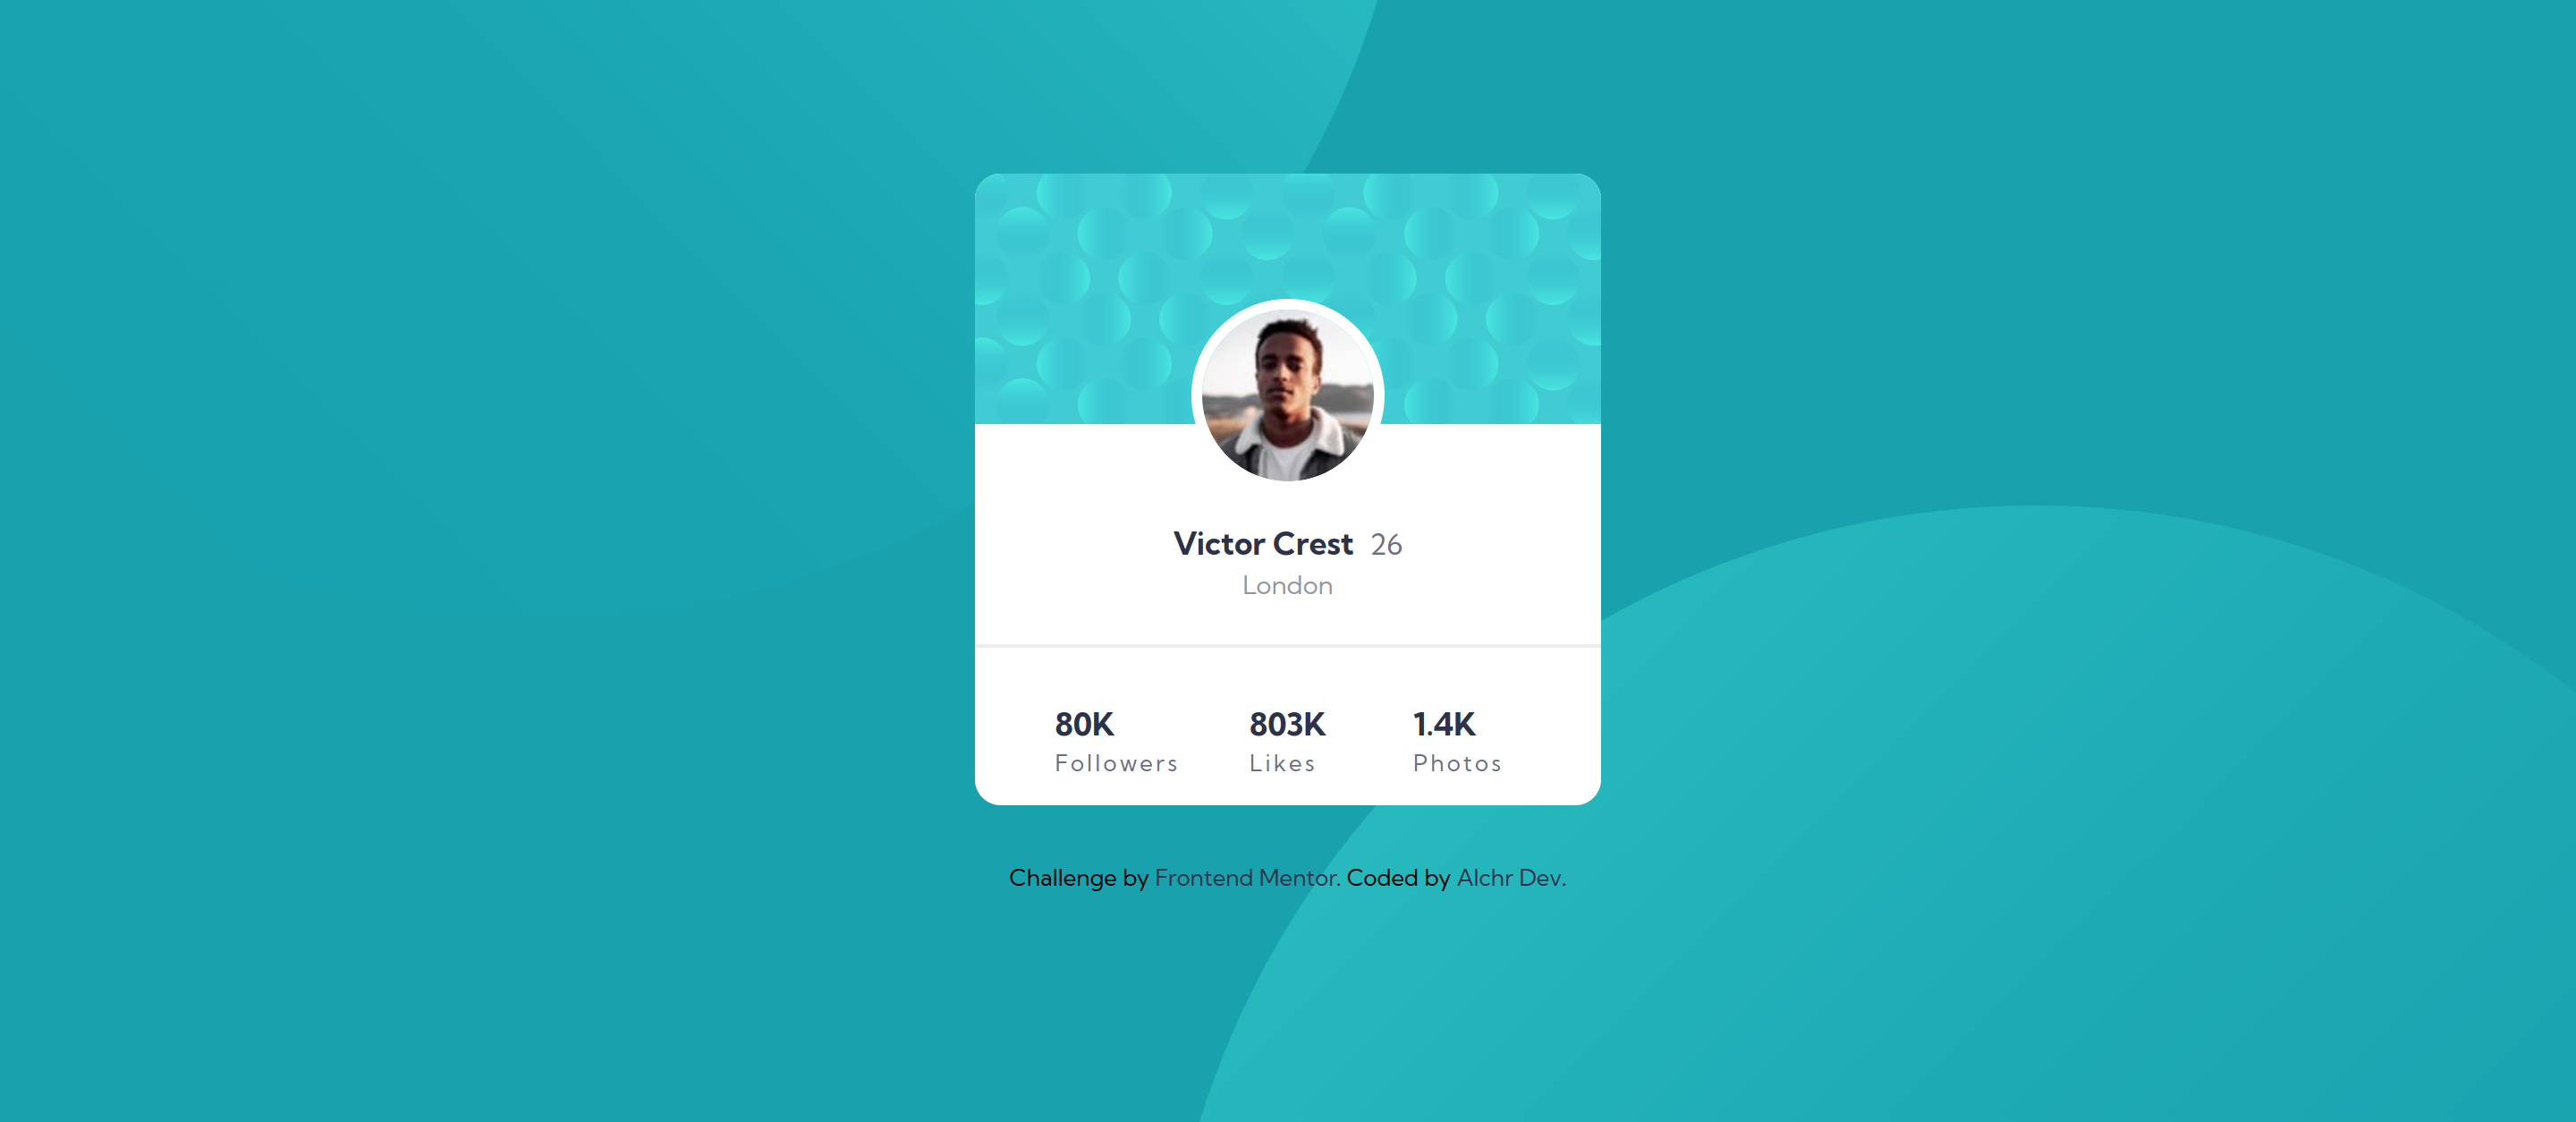 Victor Crest 26
London
80K 803K 1.4K
Followers Likes Photos
Challenge by Frontend Mentor. Coded by Alchr Dev.